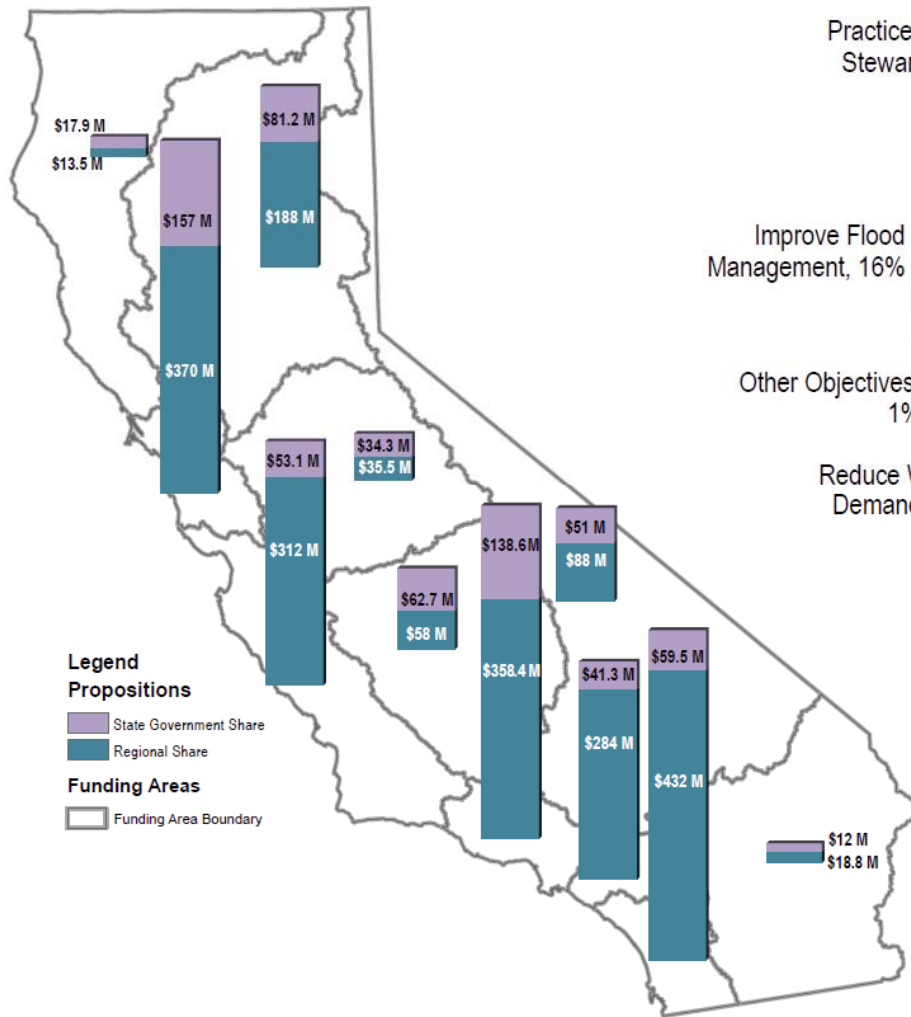 Practice
Stewar
Improve Flood
Management, 16%
Other Objectives
1%
Reduce
Demand
$17.9 M
$13.5 M
$81.2 M
$188 M
$157 M
$370 M
$53.1 M
$312 M
$34.3 M
$35.5 M
$62.7 M
$58 M
$138.6M
$358.4 M
$51 M
$88 M
$41.3 M
$284 M
$59.5 M
$432 M
$12 M
$18.8 M
Legend
Propositions
State Government Share
Regional Share
Funding Areas
Funding Area Boundary